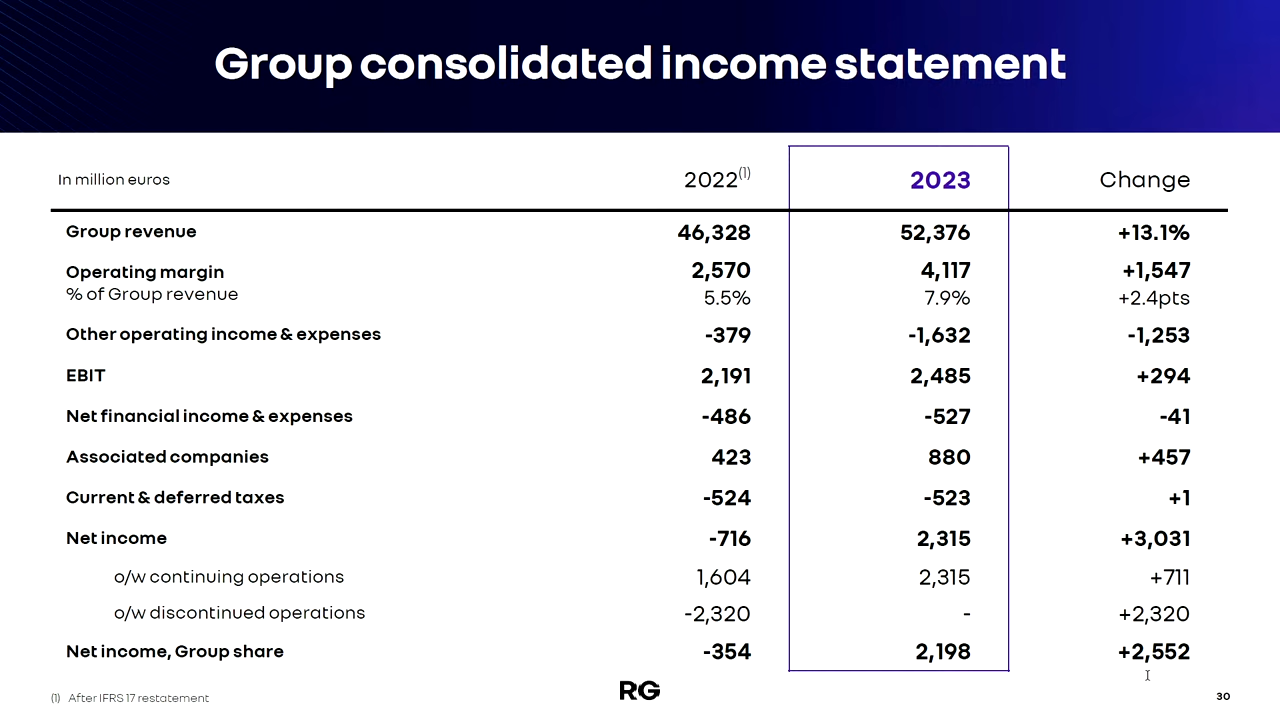 Group consolidated income statement
In million euros 2022(1) 2023 Change
Group revenue 46,328 52,376 +13.1%
Operating margin 2,570 4,117 +1,547
% of Group revenue 5.5% 7.9% +2.4pts
Other operating income & expenses -379 -1,632 -1,253
EBIT 2,191 2,485 +294
Net financial income & expenses -486 -527 -41
Associated companies 423 880 +457
Current & deferred taxes -524 -523 +1
Net income -716 2,315 +3,031
o/w continuing operations 1,604 2,315 +711
o/w discontinued operations -2,320 - +2,320
Net income, Group share -354 2,198 +2,552
(1) After IFRS 17 restatement RG 30